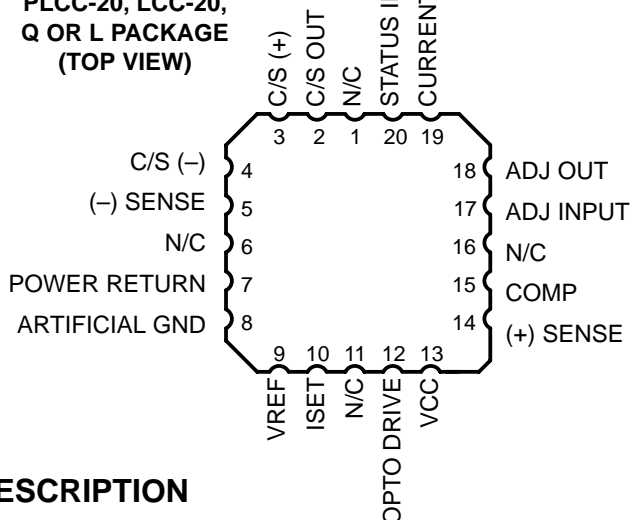 PLCC-20, LCC-20,
Q OR L PACKAGE
(TOP VIEW)
C/S (+)
C/S OUT
N/C
STATUS
CURRENT
3 2 1 20 19
C/S (–) 4
(–) SENSE 5
N/C 6
POWER RETURN 7
ARTIFICIAL GND 8
18 ADJ OUT
17 ADJ INPUT
16 N/C
15 COMP
14 (+) SENSE
9 10 11 12 13
VREF
ISET
N/C
OPTO DRIVE
VCC
ESCRIPTION